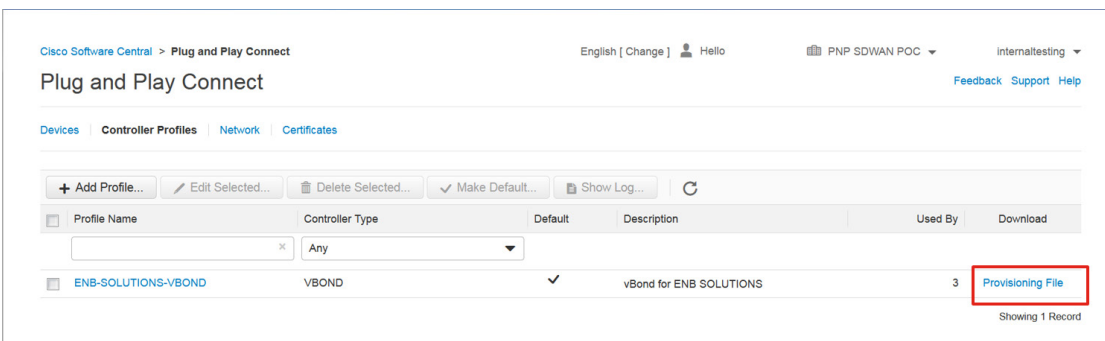 Cisco Software Central > Plug and Play Connect
English [ Change ] Hello PNP SDWAN POC internaltesting
Plug and Play Connect
Feedback Support Help
Devices Controller Profiles Network Certificates
+ Add Profile... Edit Selected... Delete Selected... Make Default... Show Log...
Profile Name Controller Type Default Description Used By Download
× Any
ENB-SOLUTIONS-VBOND VBOND vBond for ENB SOLUTIONS 3 Provisioning File
Showing 1 Record